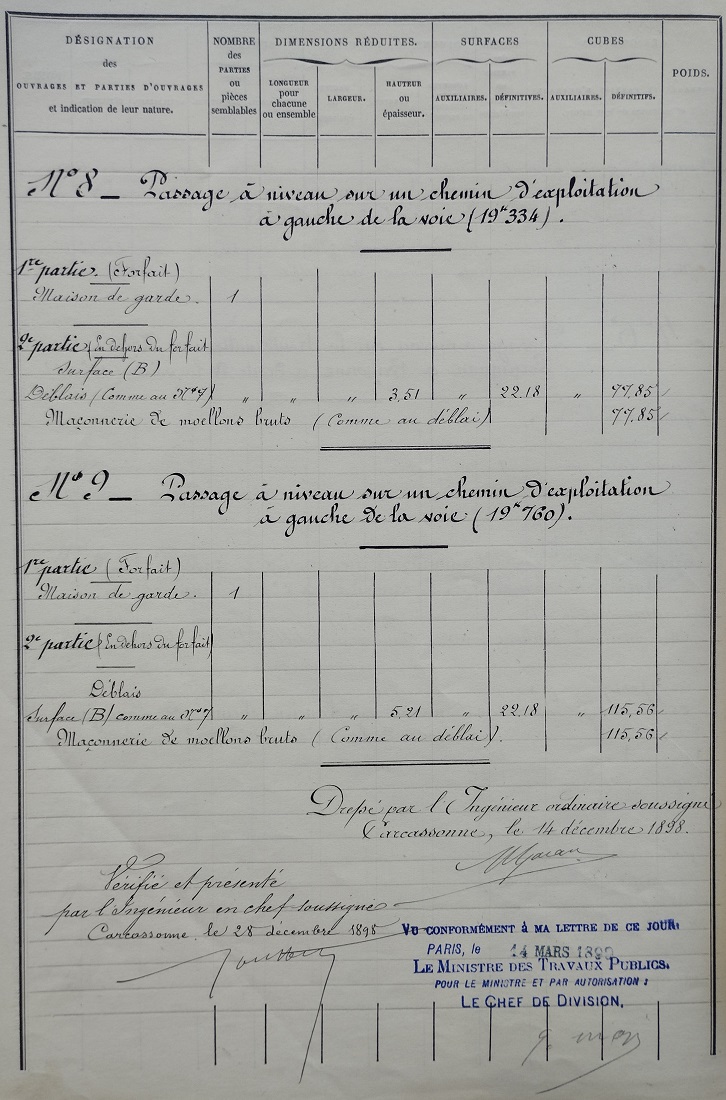 DÉSIGNATION
des
OUVRAGES ET PARTIES D'OUVRAGES
et indication de leur nature.
NOMBRE
des
PARTIES
ou
pièces
semblables
DIMENSIONS RÉDUITES.
LONGUEUR
pour
chacune
ou ensemble
LARGEUR.
HAUTEUR
ou
épaisseur.
SURFACES
AUXILIAIRES.
DÉFINITIVES.
CUBES
AUXILIAIRES.
DÉFINITIFS.
POIDS.
N° 8 _ Passage à niveau sur un chemin d'exploitation
à gauche de la voie (19k334).
1re partie. (Forfait)
Maison de garde. 1
2e partie (En dehors du forfait
Surface (B)
Déblais (Comme au N° 7) " " " 3,51 " 22.18 " 77,85
Maçonnerie de moellons bruts (Comme au déblai) 77.85
N° 9 _ Passage à niveau sur un chemin d'exploitation
à gauche de la voie (19k760).
1re partie (Forfait)
Maison de garde. 1
2e partie (En dehors du forfait)
Déblais
Surface (B) comme au N° 7 " " " 5,21 " 22.18 " 115,56
Maçonnerie de moellons bruts (Comme au déblai). 115,56
Dressé par l'Ingénieur ordinaire soussigné
Carcassonne, le 14 décembre 1898.
Vérifié et présenté
par l'Ingénieur en chef soussigné
Carcassonne, le 28 décembre 1898
VU CONFORMÉMENT à MA LETTRE DE CE JOUR.
PARIS, le 14 MARS 1899
LE MINISTRE DES TRAVAUX PUBLICS.
POUR LE MINISTRE ET PAR AUTORISATION :
LE CHEF DE DIVISION,